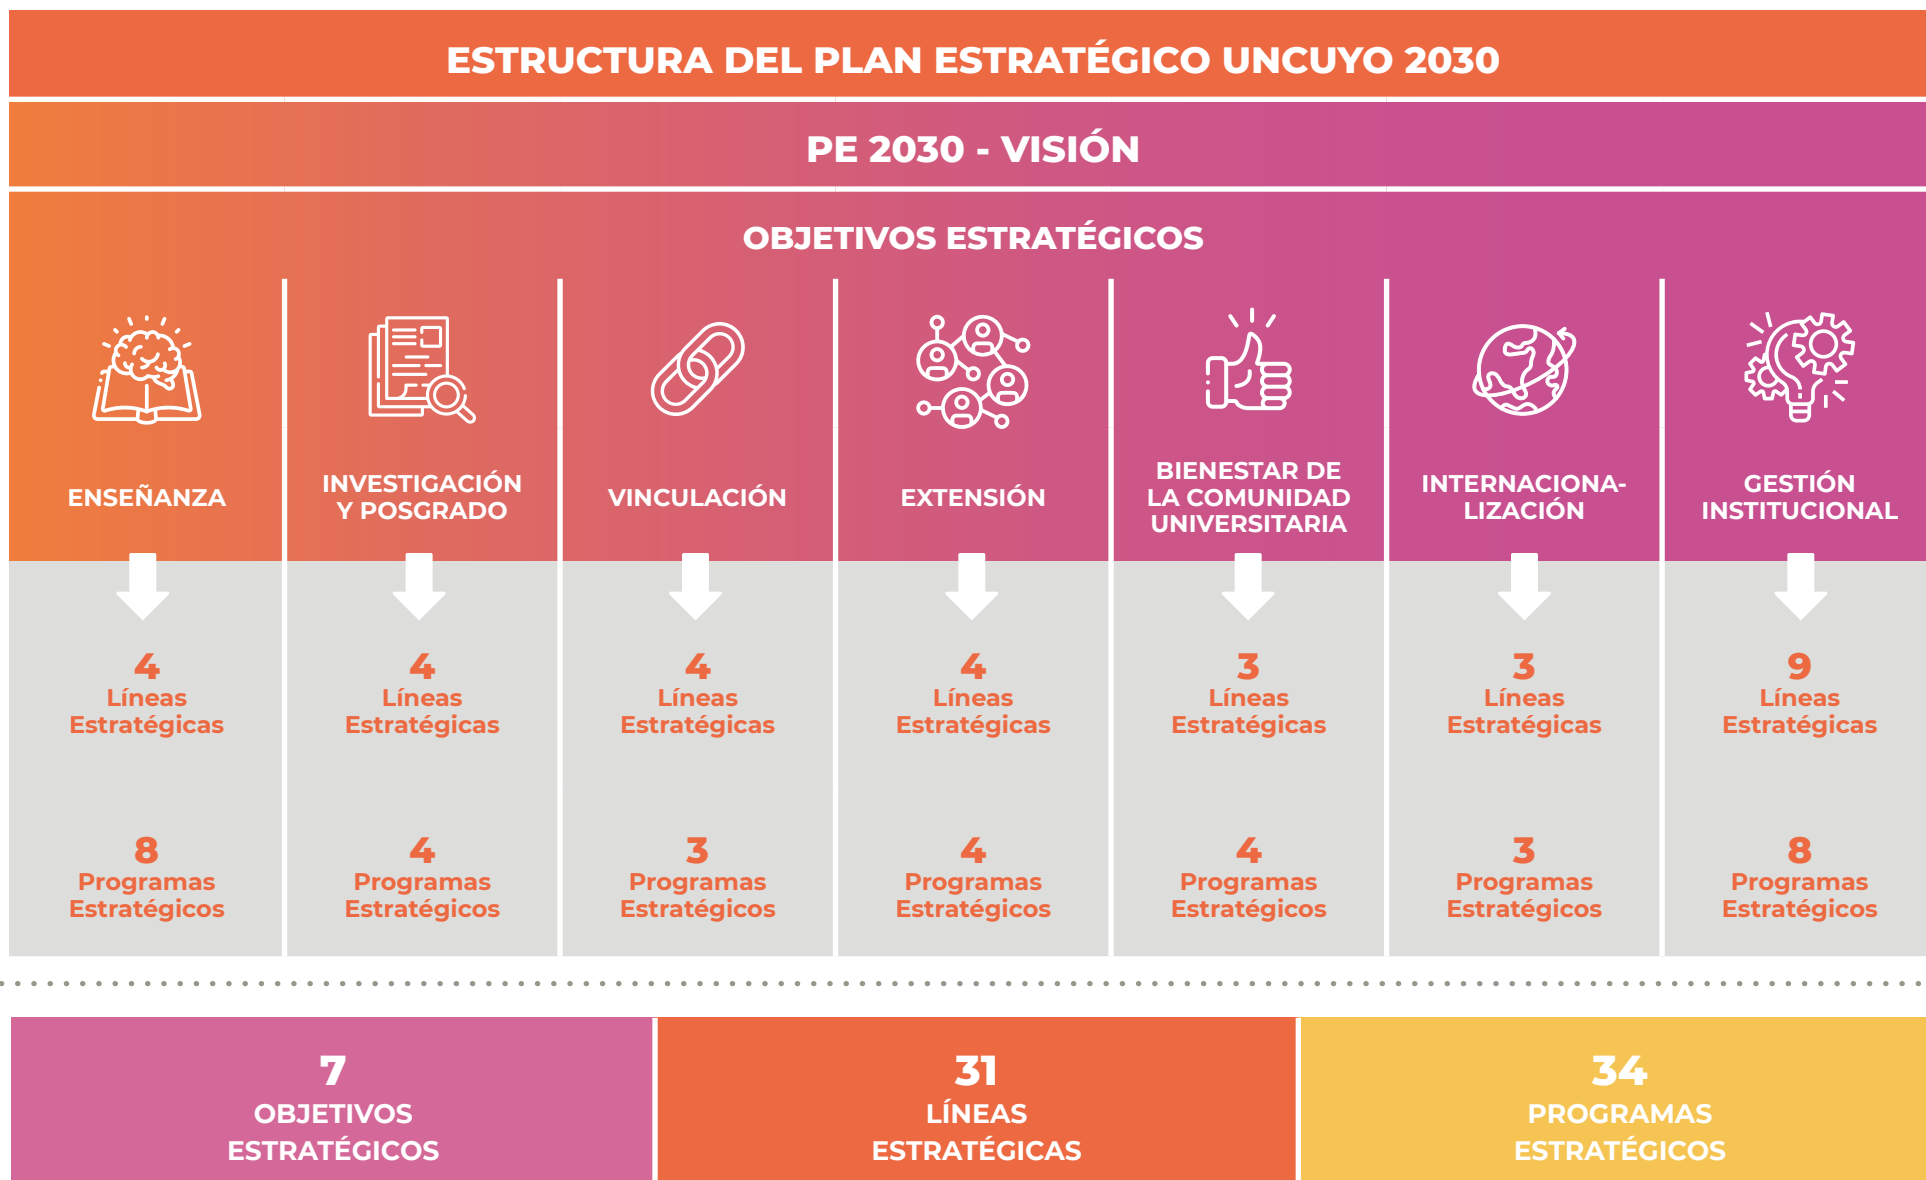 ESTRUCTURA DEL PLAN ESTRATÉGICO UNCUYO 2030
PE 2030 - VISIÓN
OBJETIVOS ESTRATÉGICOS
ENSEÑANZA
INVESTIGACIÓN
Y POSGRADO
VINCULACIÓN
EXTENSIÓN
BIENESTAR DE
LA COMUNIDAD
UNIVERSITARIA
INTERNACIONA-
LIZACIÓN
GESTIÓN
INSTITUCIONAL
4
Líneas
Estratégicas
4
Líneas
Estratégicas
4
Líneas
Estratégicas
4
Líneas
Estratégicas
3
Líneas
Estratégicas
3
Líneas
Estratégicas
9
Líneas
Estratégicas
8
Programas
Estratégicos
4
Programas
Estratégicos
3
Programas
Estratégicos
4
Programas
Estratégicos
4
Programas
Estratégicos
3
Programas
Estratégicos
8
Programas
Estratégicos
7
OBJETIVOS
ESTRATÉGICOS
31
LÍNEAS
ESTRATÉGICAS
34
PROGRAMAS
ESTRATÉGICOS